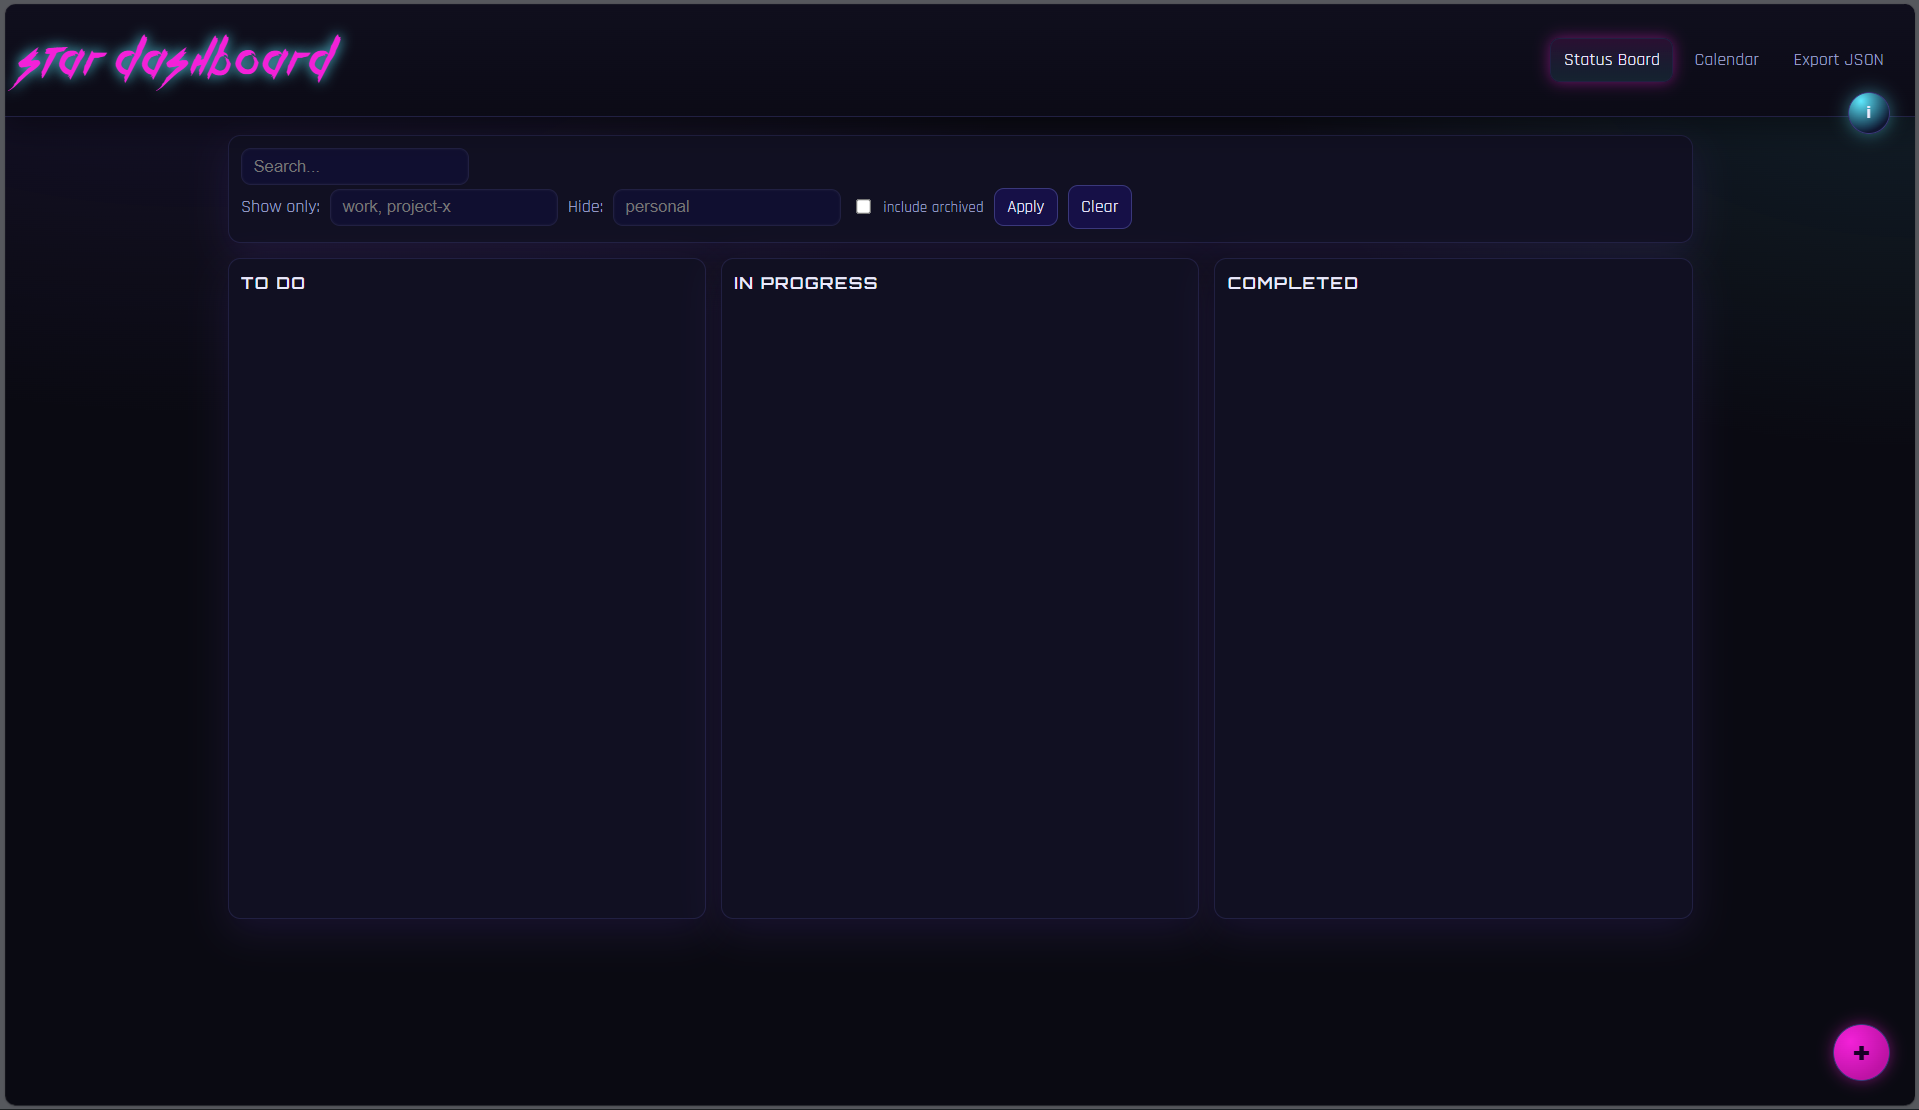 star dashboard
Status Board Calendar Export JSON
i
Search...
Show only: work, project-x Hide: personal include archived Apply Clear
TO DO IN PROGRESS COMPLETED
+